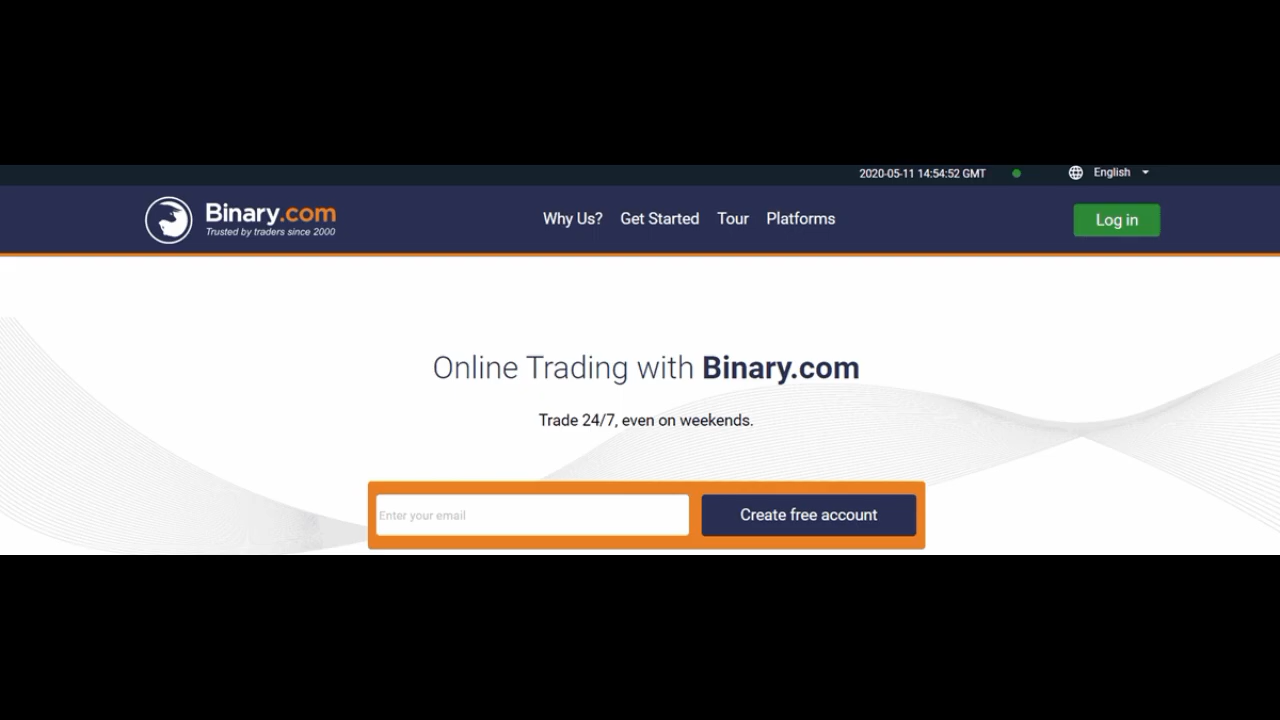 2020-05-11 14:54:52 GMT
English
Binary.com
Trusted by traders since 2000
Why Us? Get Started Tour Platforms
Log in
Online Trading with Binary.com
Trade 24/7, even on weekends.
Enter your email
Create free account